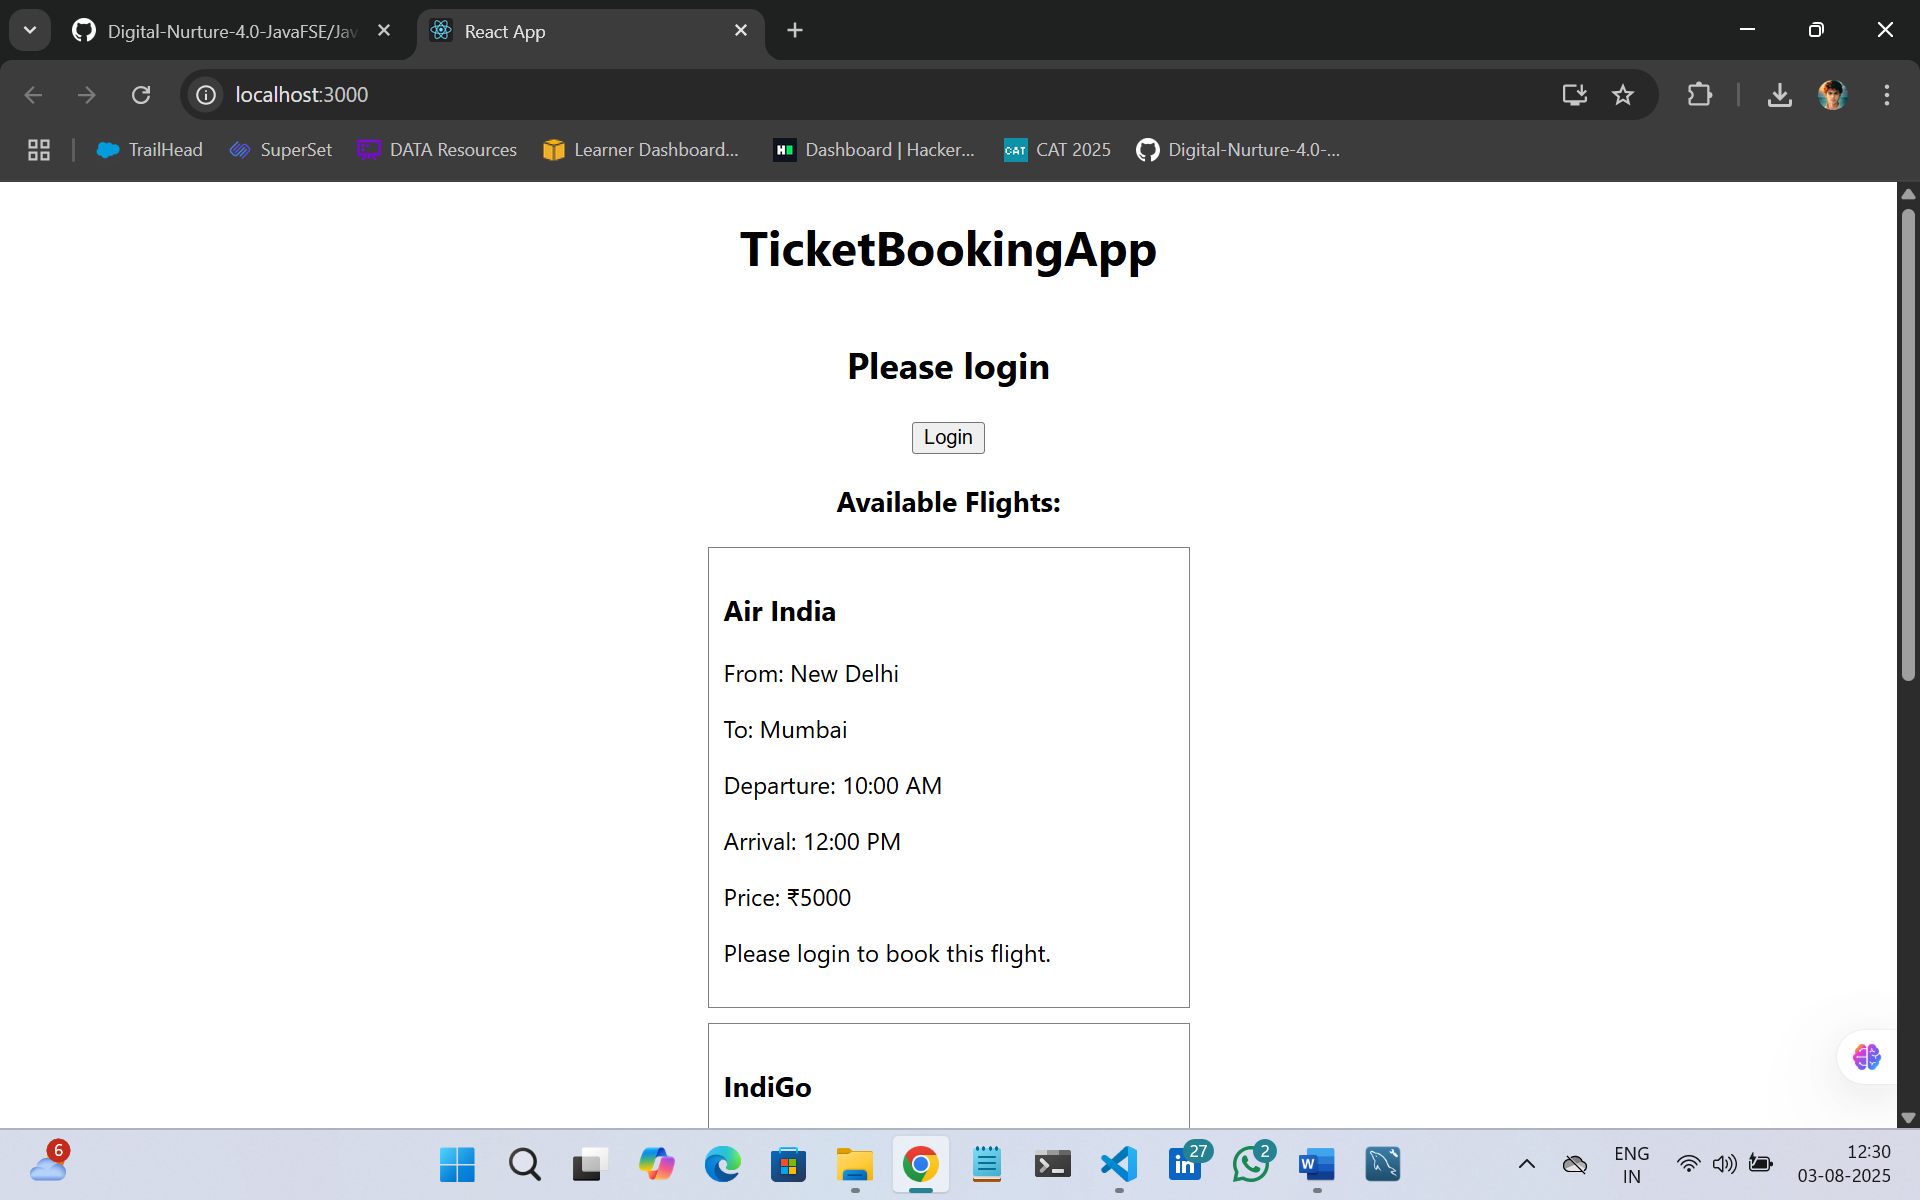 Digital-Nurture-4.0-JavaFSE/Jav
React App
localhost:3000
TrailHead
SuperSet
DATA Resources
Learner Dashboard...
Dashboard | Hacker...
CAT
CAT 2025
Digital-Nurture-4.0-...
TicketBookingApp
Please login
Login
Available Flights:
Air India
From: New Delhi
To: Mumbai
Departure: 10:00 AM
Arrival: 12:00 PM
Price: ₹5000
Please login to book this flight.
IndiGo
6
27
2
ENG
IN
12:30
03-08-2025